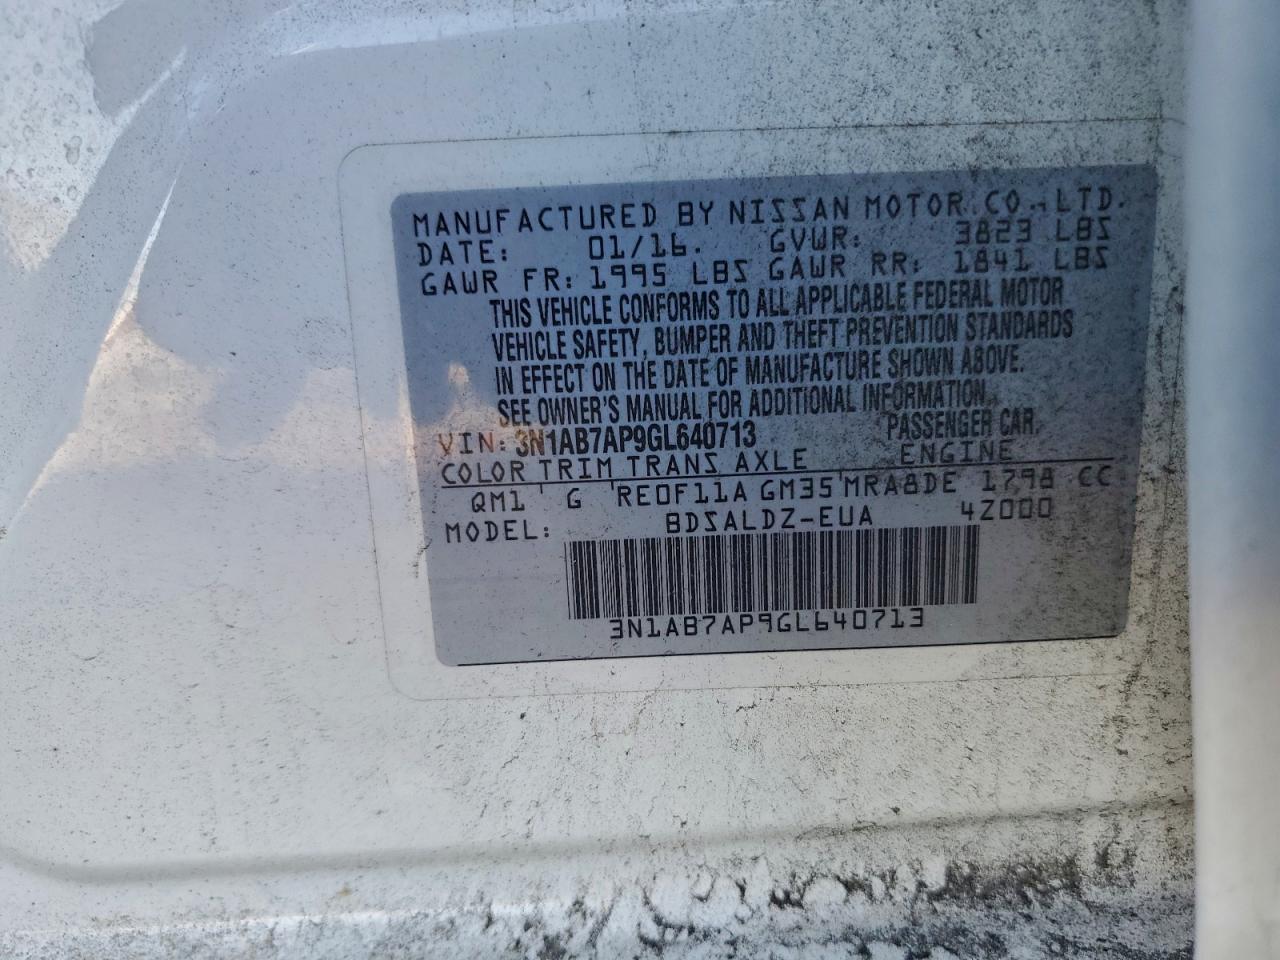 MANUFACTURED BY NISSAN MOTOR.CO.,LTD.
DATE: 01/16. GVWR: 3823 LBS
GAWR FR: 1995 LBS GAWR RR: 1841 LBS
THIS VEHICLE CONFORMS TO ALL APPLICABLE FEDERAL MOTOR
VEHICLE SAFETY, BUMPER AND THEFT PREVENTION STANDARDS
IN EFFECT ON THE DATE OF MANUFACTURE SHOWN ABOVE.
SEE OWNER'S MANUAL FOR ADDITIONAL INFORMATION.
VIN: 3N1AB7AP9GL640713 PASSENGER CAR.
COLOR TRIM TRANS AXLE ENGINE
QM1 ' G ' RE0F11A GM35 ' MRA8DE 1798 CC
MODEL: BDSALDZ-EUA 4Z000
3N1AB7AP9GL640713